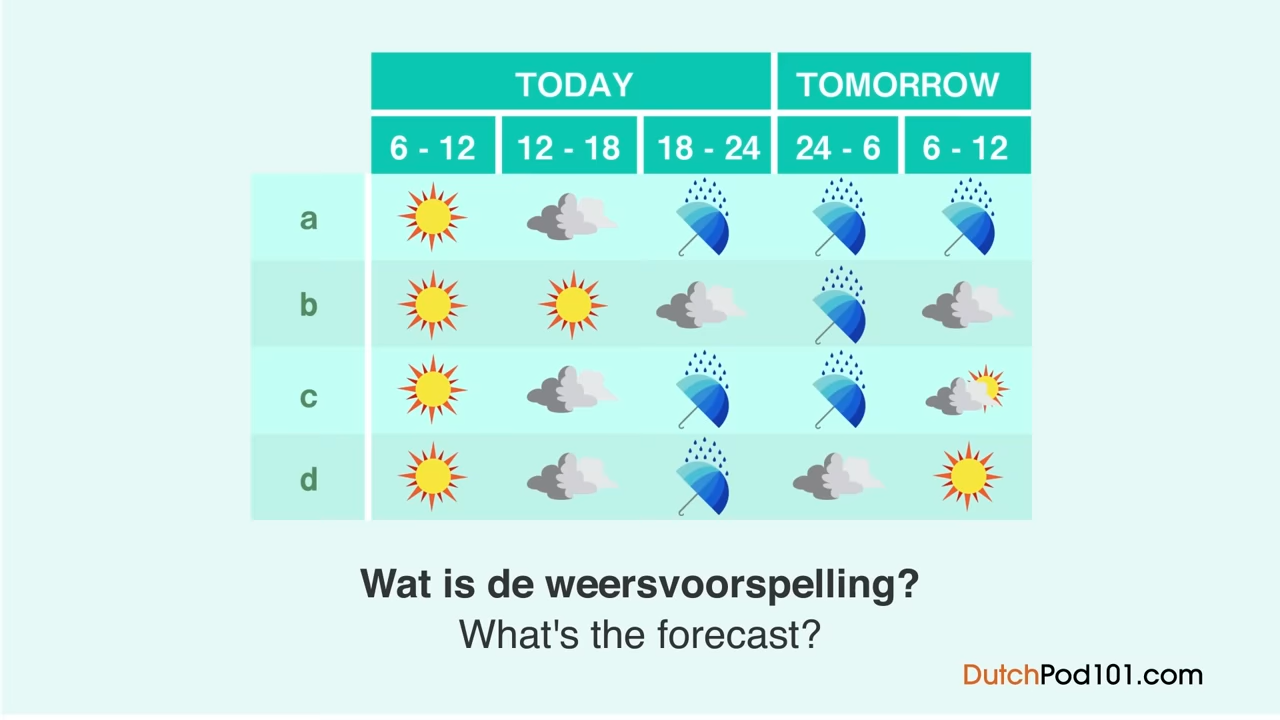 TODAY TOMORROW
6 - 12 12 - 18 18 - 24 24 - 6 6 - 12
a
b
c
d
Wat is de weersvoorspelling?
What's the forecast?
DutchPod101.com